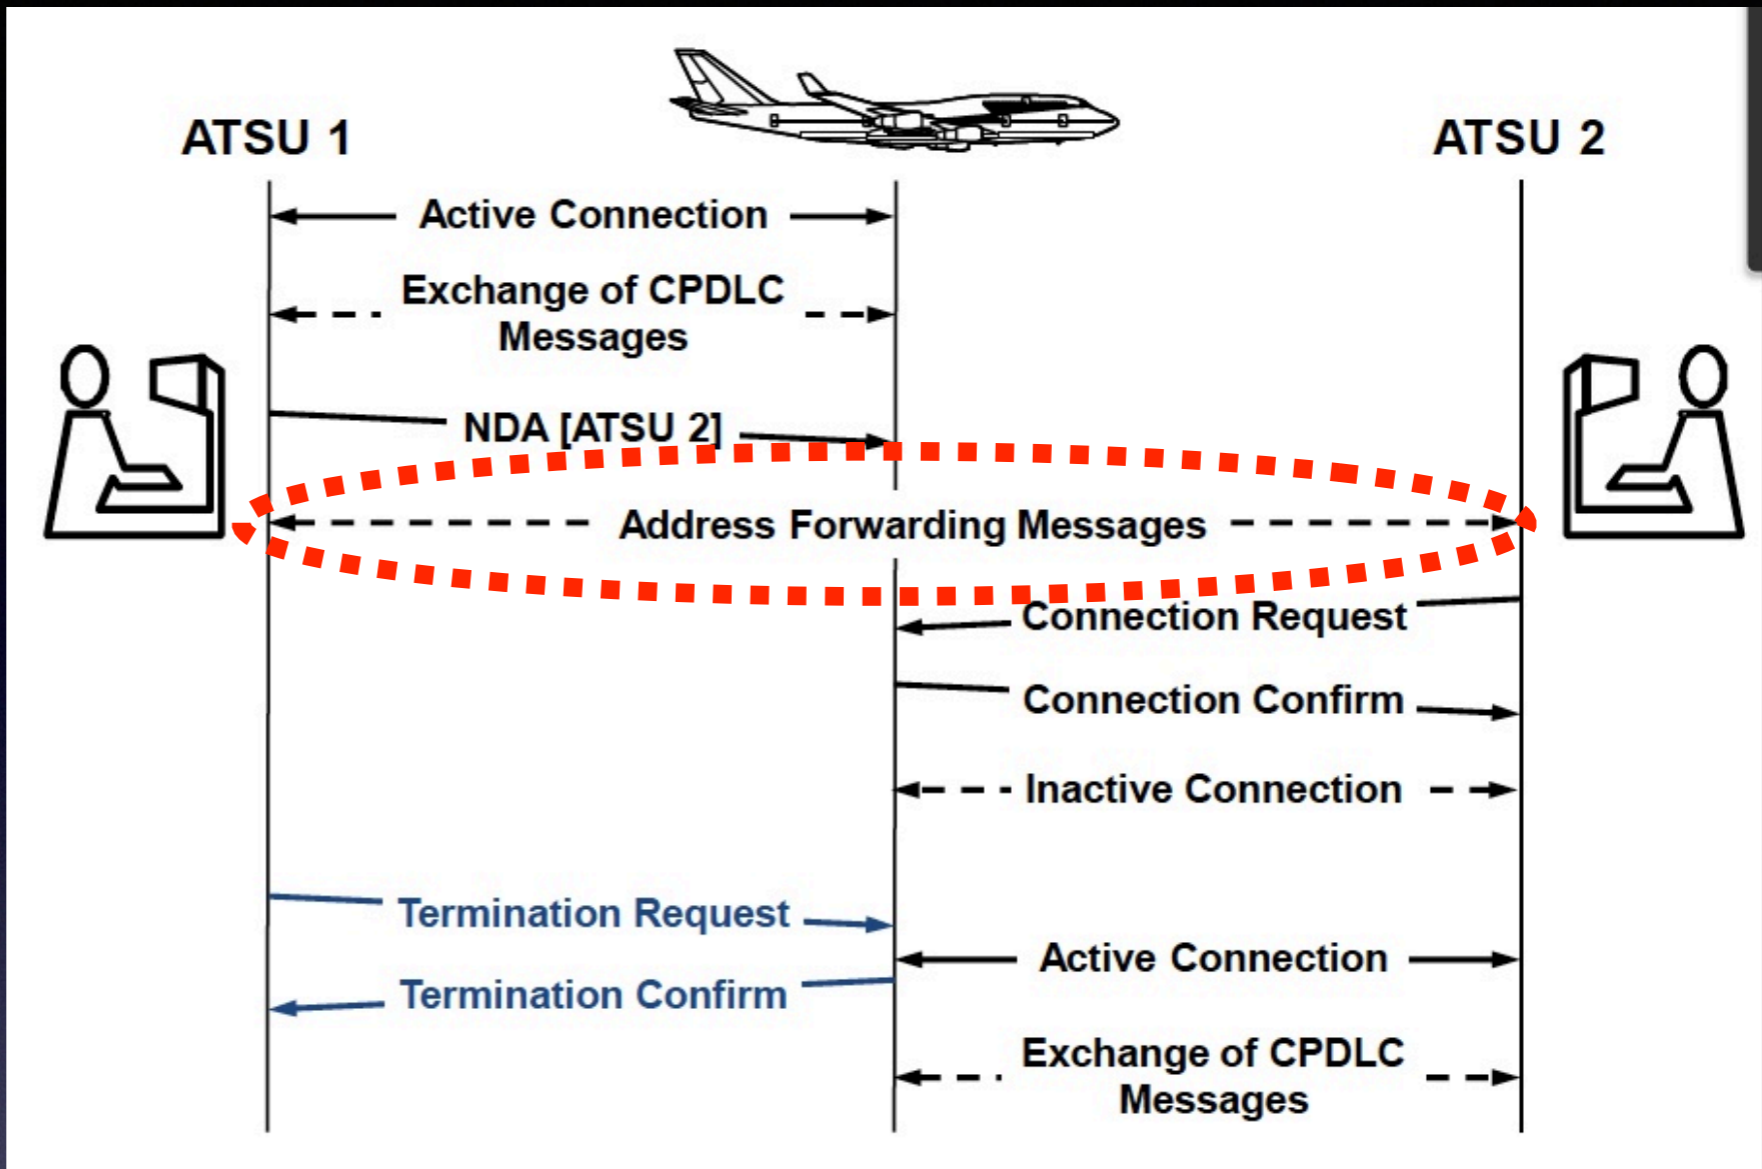 ATSU 1
ATSU 2
Active Connection
Exchange of CPDLC
Messages
NDA [ATSU 2]
Address Forwarding Messages
Connection Request
Connection Confirm
Inactive Connection
Termination Request
Active Connection
Termination Confirm
Exchange of CPDLC
Messages